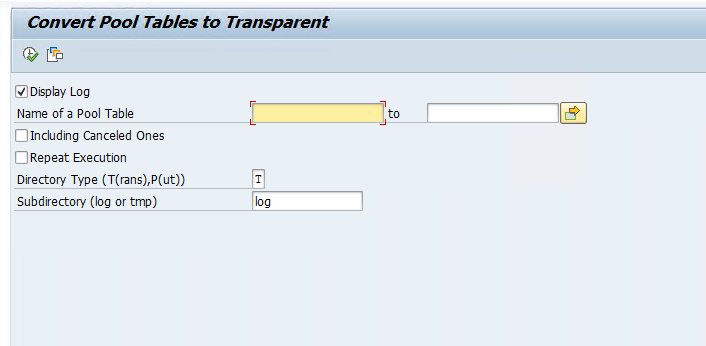 Convert Pool Tables to Transparent
Display Log
Name of a Pool Table to
Including Canceled Ones
Repeat Execution
Directory Type (T(rans),P(ut)) T
Subdirectory (log or tmp) log